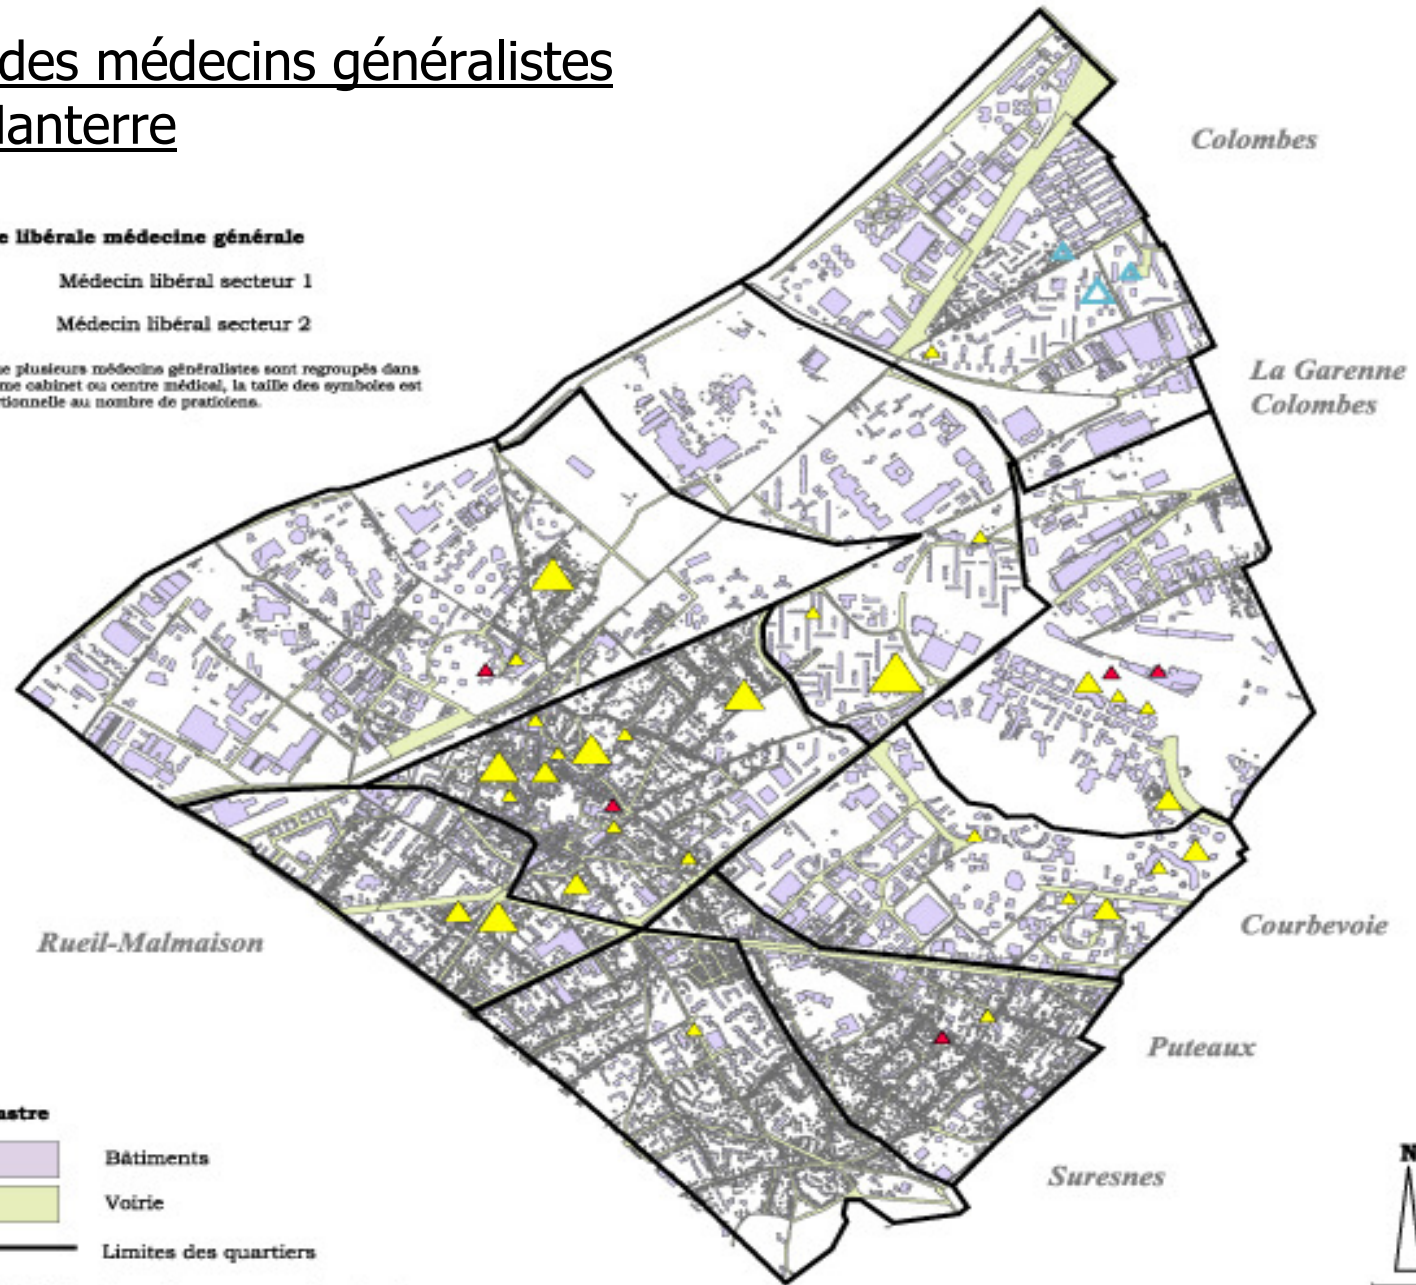 des médecins généralistes
lanterre
e libérale médecine générale
Médecin libéral secteur 1
Médecin libéral secteur 2
e plusieurs médecins généralistes sont regroupés dans
me cabinet ou centre médical, la taille des symboles est
rtionnelle au nombre de praticiens.
Colombes
La Garenne
Colombes
Rueil-Malmaison
Courbevoie
Puteaux
Suresnes
astre
Bâtiments
Voirie
Limites des quartiers
N